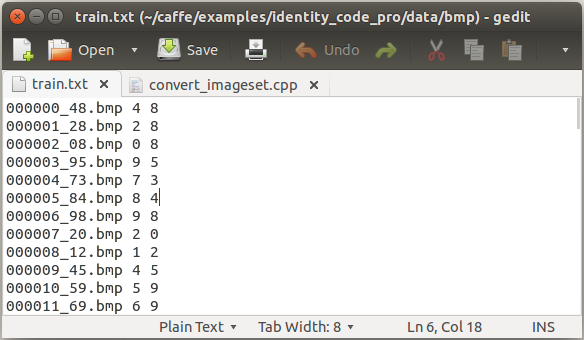 train.txt (~/caffe/examples/identity_code_pro/data/bmp) - gedit
Open Save Undo
train.txt convert_imageset.cpp
000000_48.bmp 4 8
000001_28.bmp 2 8
000002_08.bmp 0 8
000003_95.bmp 9 5
000004_73.bmp 7 3
000005_84.bmp 8 4
000006_98.bmp 9 8
000007_20.bmp 2 0
000008_12.bmp 1 2
000009_45.bmp 4 5
000010_59.bmp 5 9
000011_69.bmp 6 9
Plain Text Tab Width: 8 Ln 6, Col 18 INS